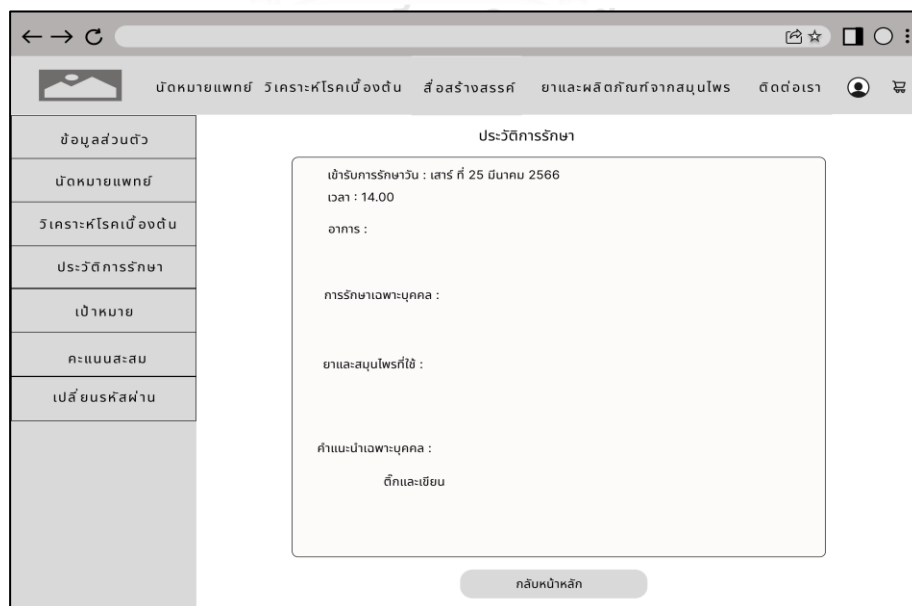 นัดหมายแพทย์ วิเคราะห์โรคเบื้องต้น สื่อสร้างสรรค์ ยาและผลิตภัณฑ์จากสมุนไพร ติดต่อเรา
ข้อมูลส่วนตัว
นัดหมายแพทย์
วิเคราะห์โรคเบื้องต้น
ประวัติการรักษา
เป้าหมาย
คะแนนสะสม
เปลี่ยนรหัสผ่าน
ประวัติการรักษา
เข้ารับการรักษาวัน : เสาร์ ที่ 25 มีนาคม 2566
เวลา : 14.00
อาการ :
การรักษาเฉพาะบุคคล :
ยาและสมุนไพรที่ใช้ :
คำแนะนำเฉพาะบุคคล :
ติ๊กและเขียน
กลับหน้าหลัก